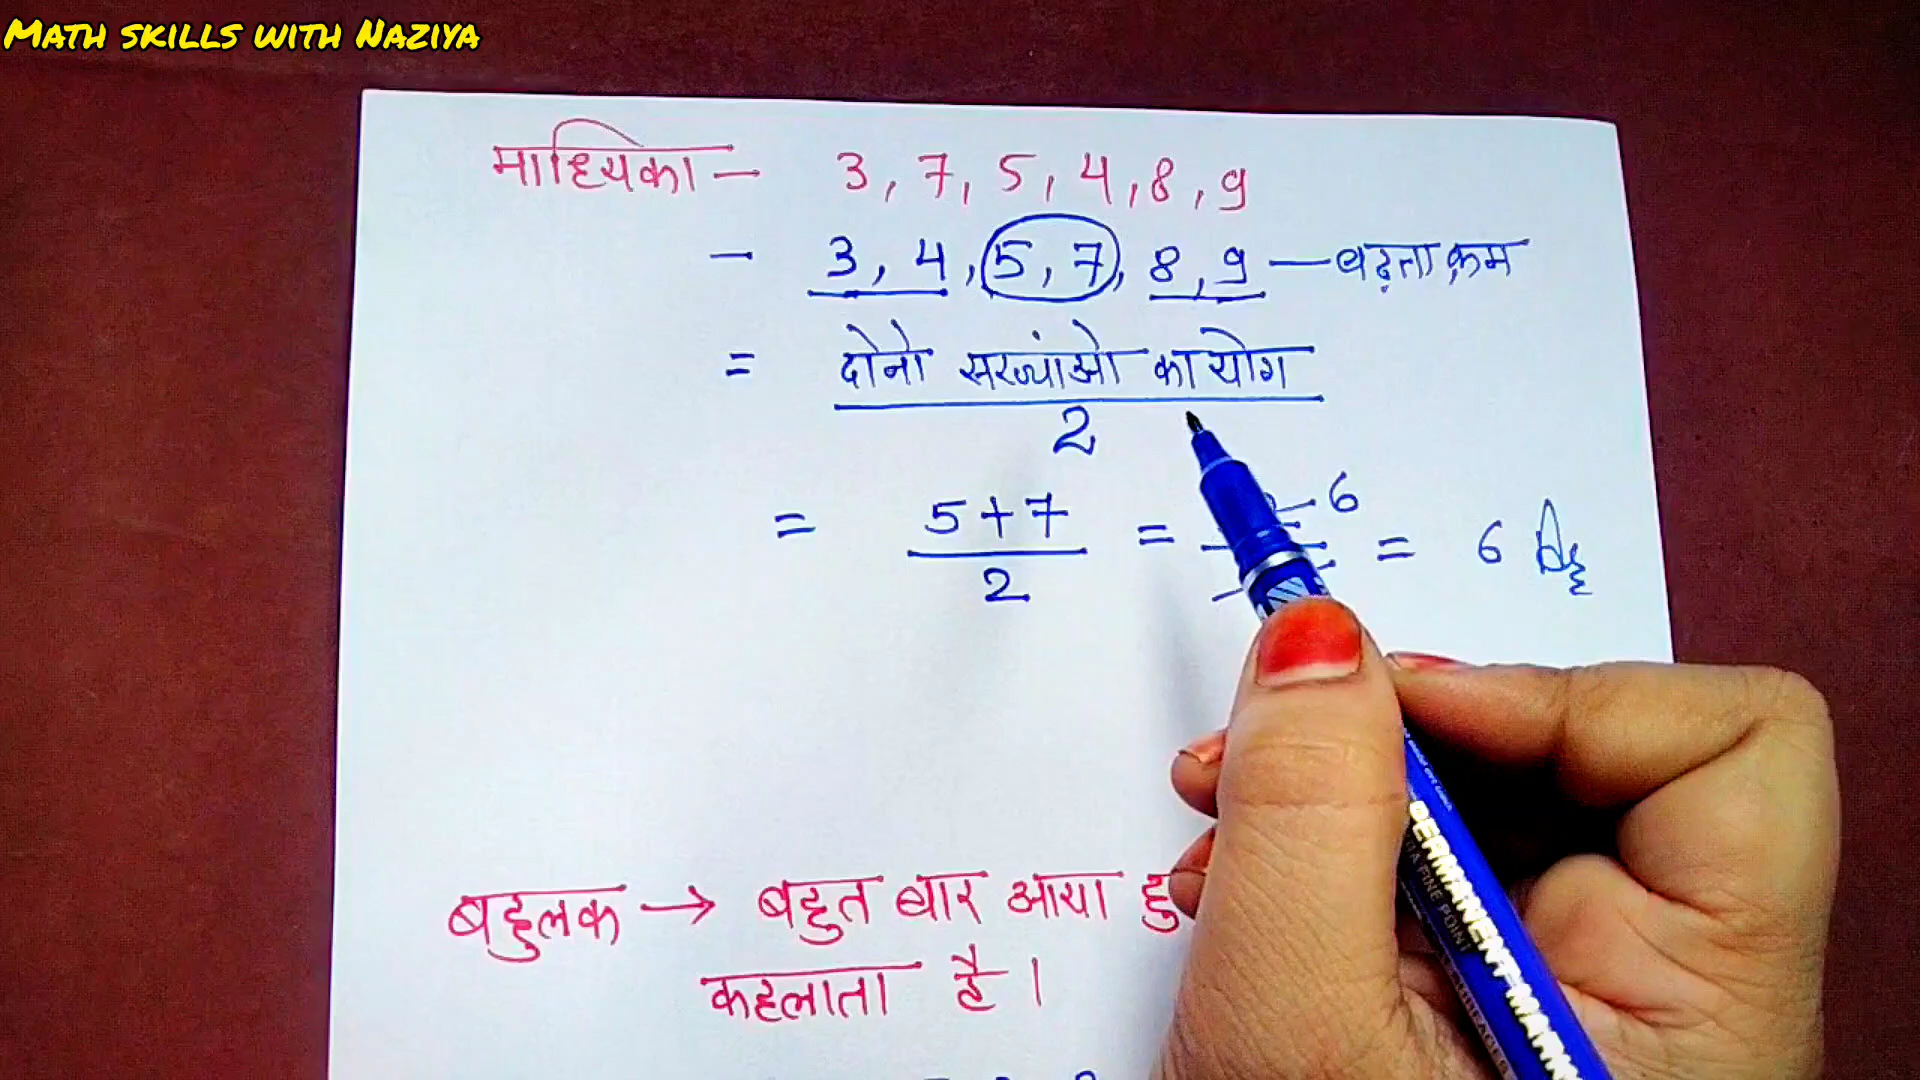 Math skills with Naziya
माध्यिका — 3, 7, 5, 4, 8, 9
— 3, 4, 5, 7, 8, 9 — बढ़ता क्रम
= दोनो सख्यांओ का योग
2
= 5+7 = 6 = 6
2
बहुलक → बहुत बार आया
कहलाता है।